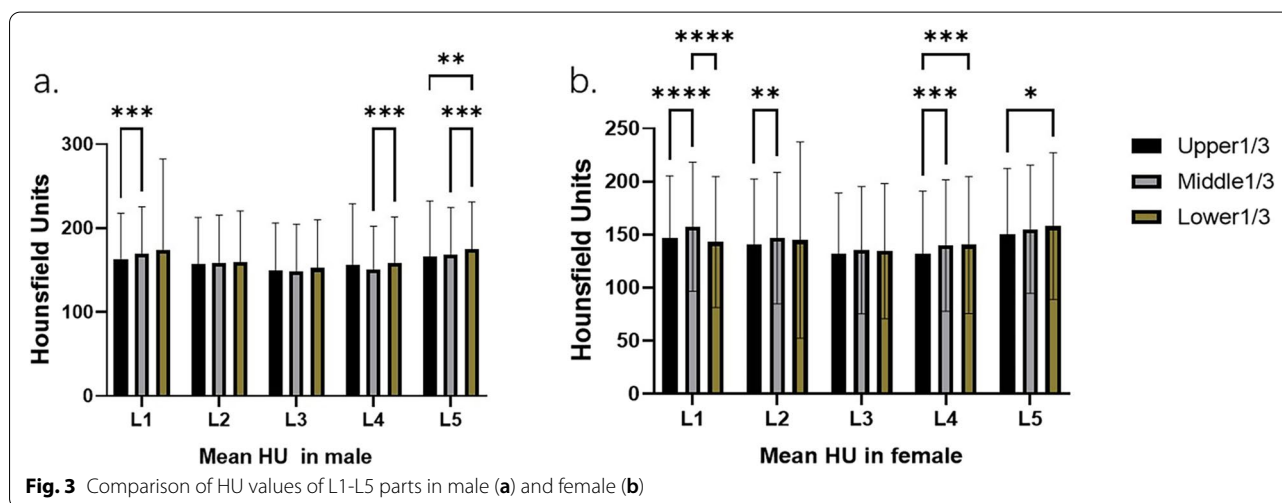 a.
**
***
***
***
300
200
100
0
Hounsfield Units
L1 L2 L3 L4 L5
Mean HU in male
b.
****
***
****
**
***
*
250
200
150
100
50
0
Hounsfield Units
L1 L2 L3 L4 L5
Mean HU in female
Upper1/3
Middle1/3
Lower1/3
Fig. 3 Comparison of HU values of L1-L5 parts in male (a) and female (b)